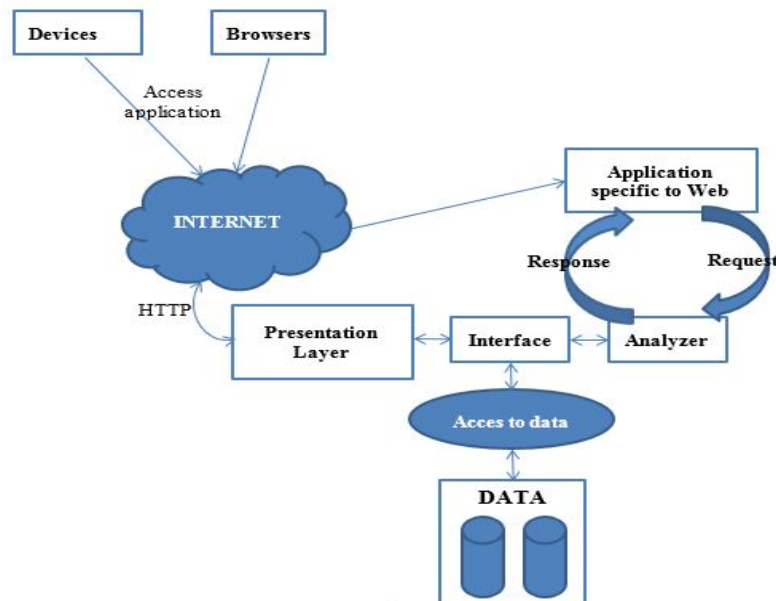 Devices
Browsers
Access
application
INTERNET
Application
specific to Web
Response
Request
HTTP
Presentation
Layer
Interface
Analyzer
Acces to data
DATA